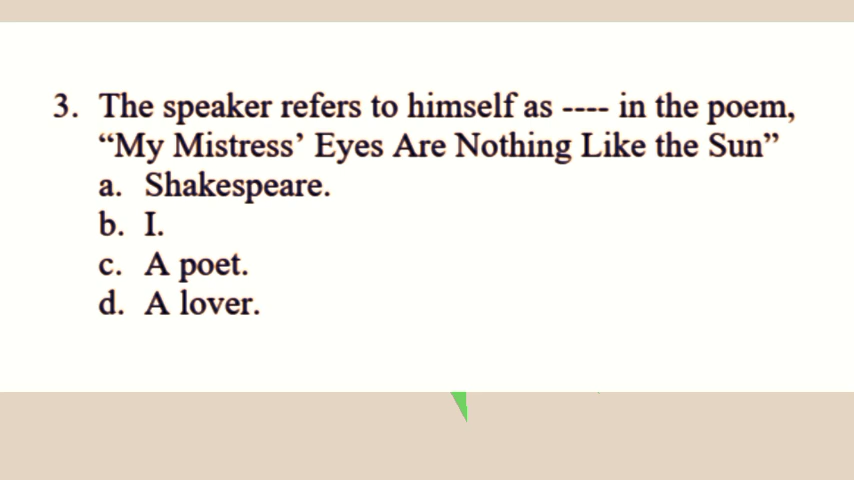 3. The speaker refers to himself as ---- in the poem,
“My Mistress’ Eyes Are Nothing Like the Sun”
a. Shakespeare.
b. I.
c. A poet.
d. A lover.